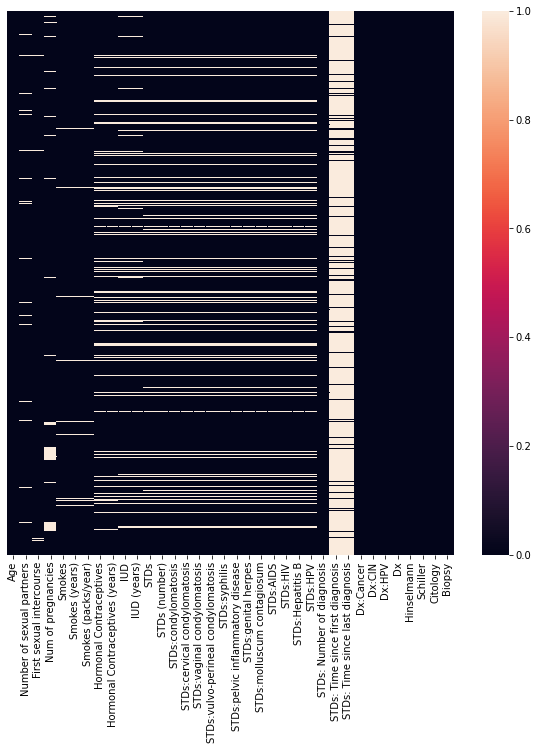 1.0
0.8
0.6
0.4
0.2
0.0
Age
Number of sexual partners
First sexual intercourse
Num of pregnancies
Smokes
Smokes (years)
Smokes (packs/year)
Hormonal Contraceptives
Hormonal Contraceptives (years)
IUD
IUD (years)
STDs
STDs (number)
STDs:condylomatosis
STDs:cervical condylomatosis
STDs:vaginal condylomatosis
STDs:vulvo-perineal condylomatosis
STDs:syphilis
STDs:pelvic inflammatory disease
STDs:genital herpes
STDs:molluscum contagiosum
STDs:AIDS
STDs:HIV
STDs:Hepatitis B
STDs:HPV
STDs: Number of diagnosis
STDs: Time since first diagnosis
STDs: Time since last diagnosis
Dx:Cancer
Dx:CIN
Dx:HPV
Dx
Hinselmann
Schiller
Citology
Biopsy